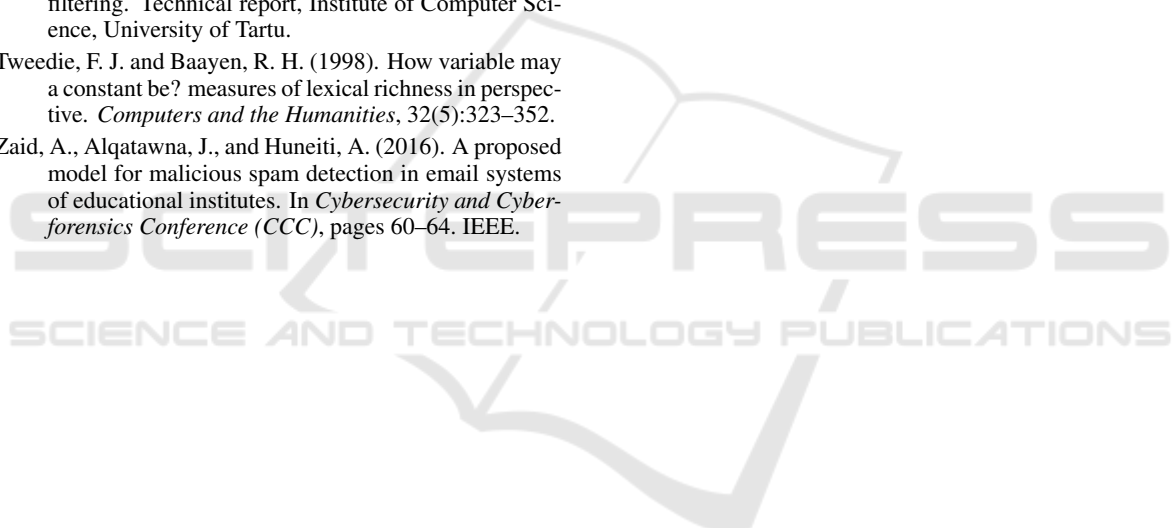 filtering. Technical report, Institute of Computer Sci-
ence, University of Tartu.
Tweedie, F. J. and Baayen, R. H. (1998). How variable may
a constant be? measures of lexical richness in perspec-
tive. Computers and the Humanities, 32(5):323–352.
Zaid, A., Alqatawna, J., and Huneiti, A. (2016). A proposed
model for malicious spam detection in email systems
of educational institutes. In Cybersecurity and Cyber-
forensics Conference (CCC), pages 60–64. IEEE.
SCITEPRESS
SCIENCE AND TECHNOLOGY PUBLICATIONS